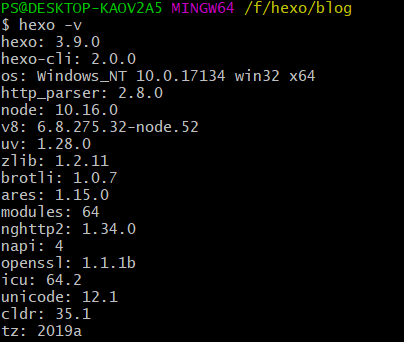 PS@DESKTOP-KAOV2A5 MINGW64 /f/hexo/blog
$ hexo -v
hexo: 3.9.0
hexo-cli: 2.0.0
os: Windows_NT 10.0.17134 win32 x64
http_parser: 2.8.0
node: 10.16.0
v8: 6.8.275.32-node.52
uv: 1.28.0
zlib: 1.2.11
brotli: 1.0.7
ares: 1.15.0
modules: 64
nghttp2: 1.34.0
napi: 4
openssl: 1.1.1b
icu: 64.2
unicode: 12.1
cldr: 35.1
tz: 2019a